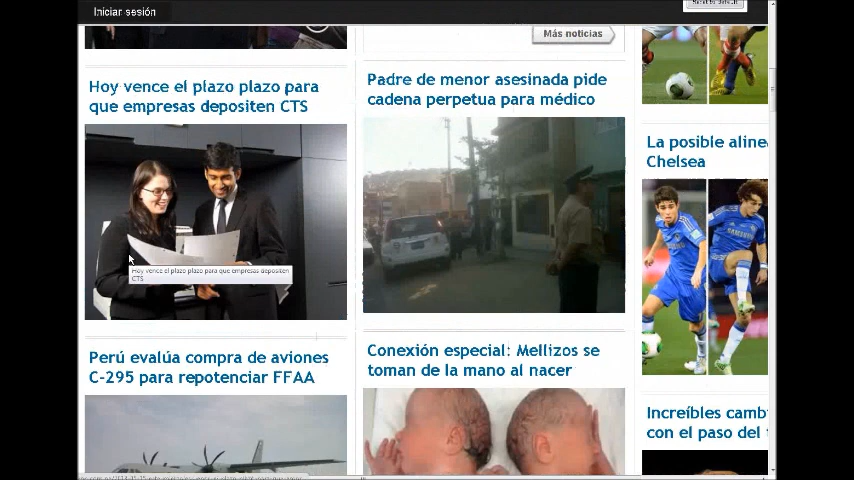 Iniciar sesión
Más noticias
Hoy vence el plazo plazo para
que empresas depositen CTS
Hoy vence el plazo plazo para que empresas depositen
CTS
Perú evalúa compra de aviones
C-295 para repotenciar FFAA
Padre de menor asesinada pide
cadena perpetua para médico
Conexión especial: Mellizos se
toman de la mano al nacer
La posible aline
Chelsea
SAMSUNG
Increíbles camb
con el paso del